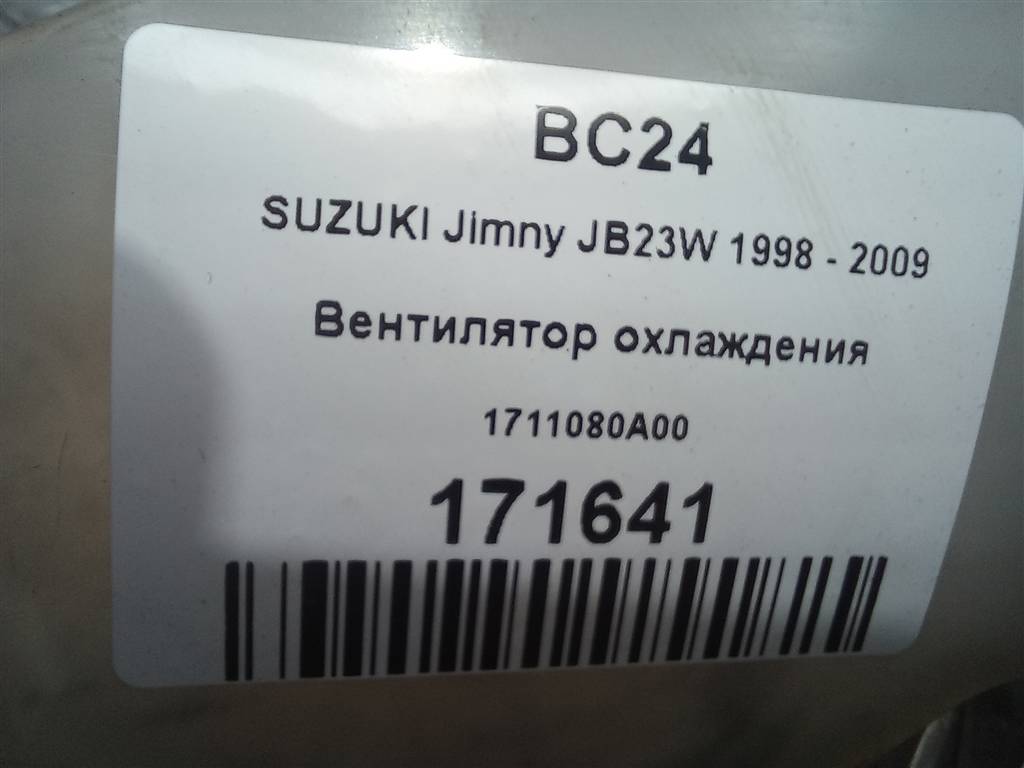 BC24
SUZUKI Jimny JB23W 1998 - 2009
Вентилятор охлаждения
1711080A00
171641